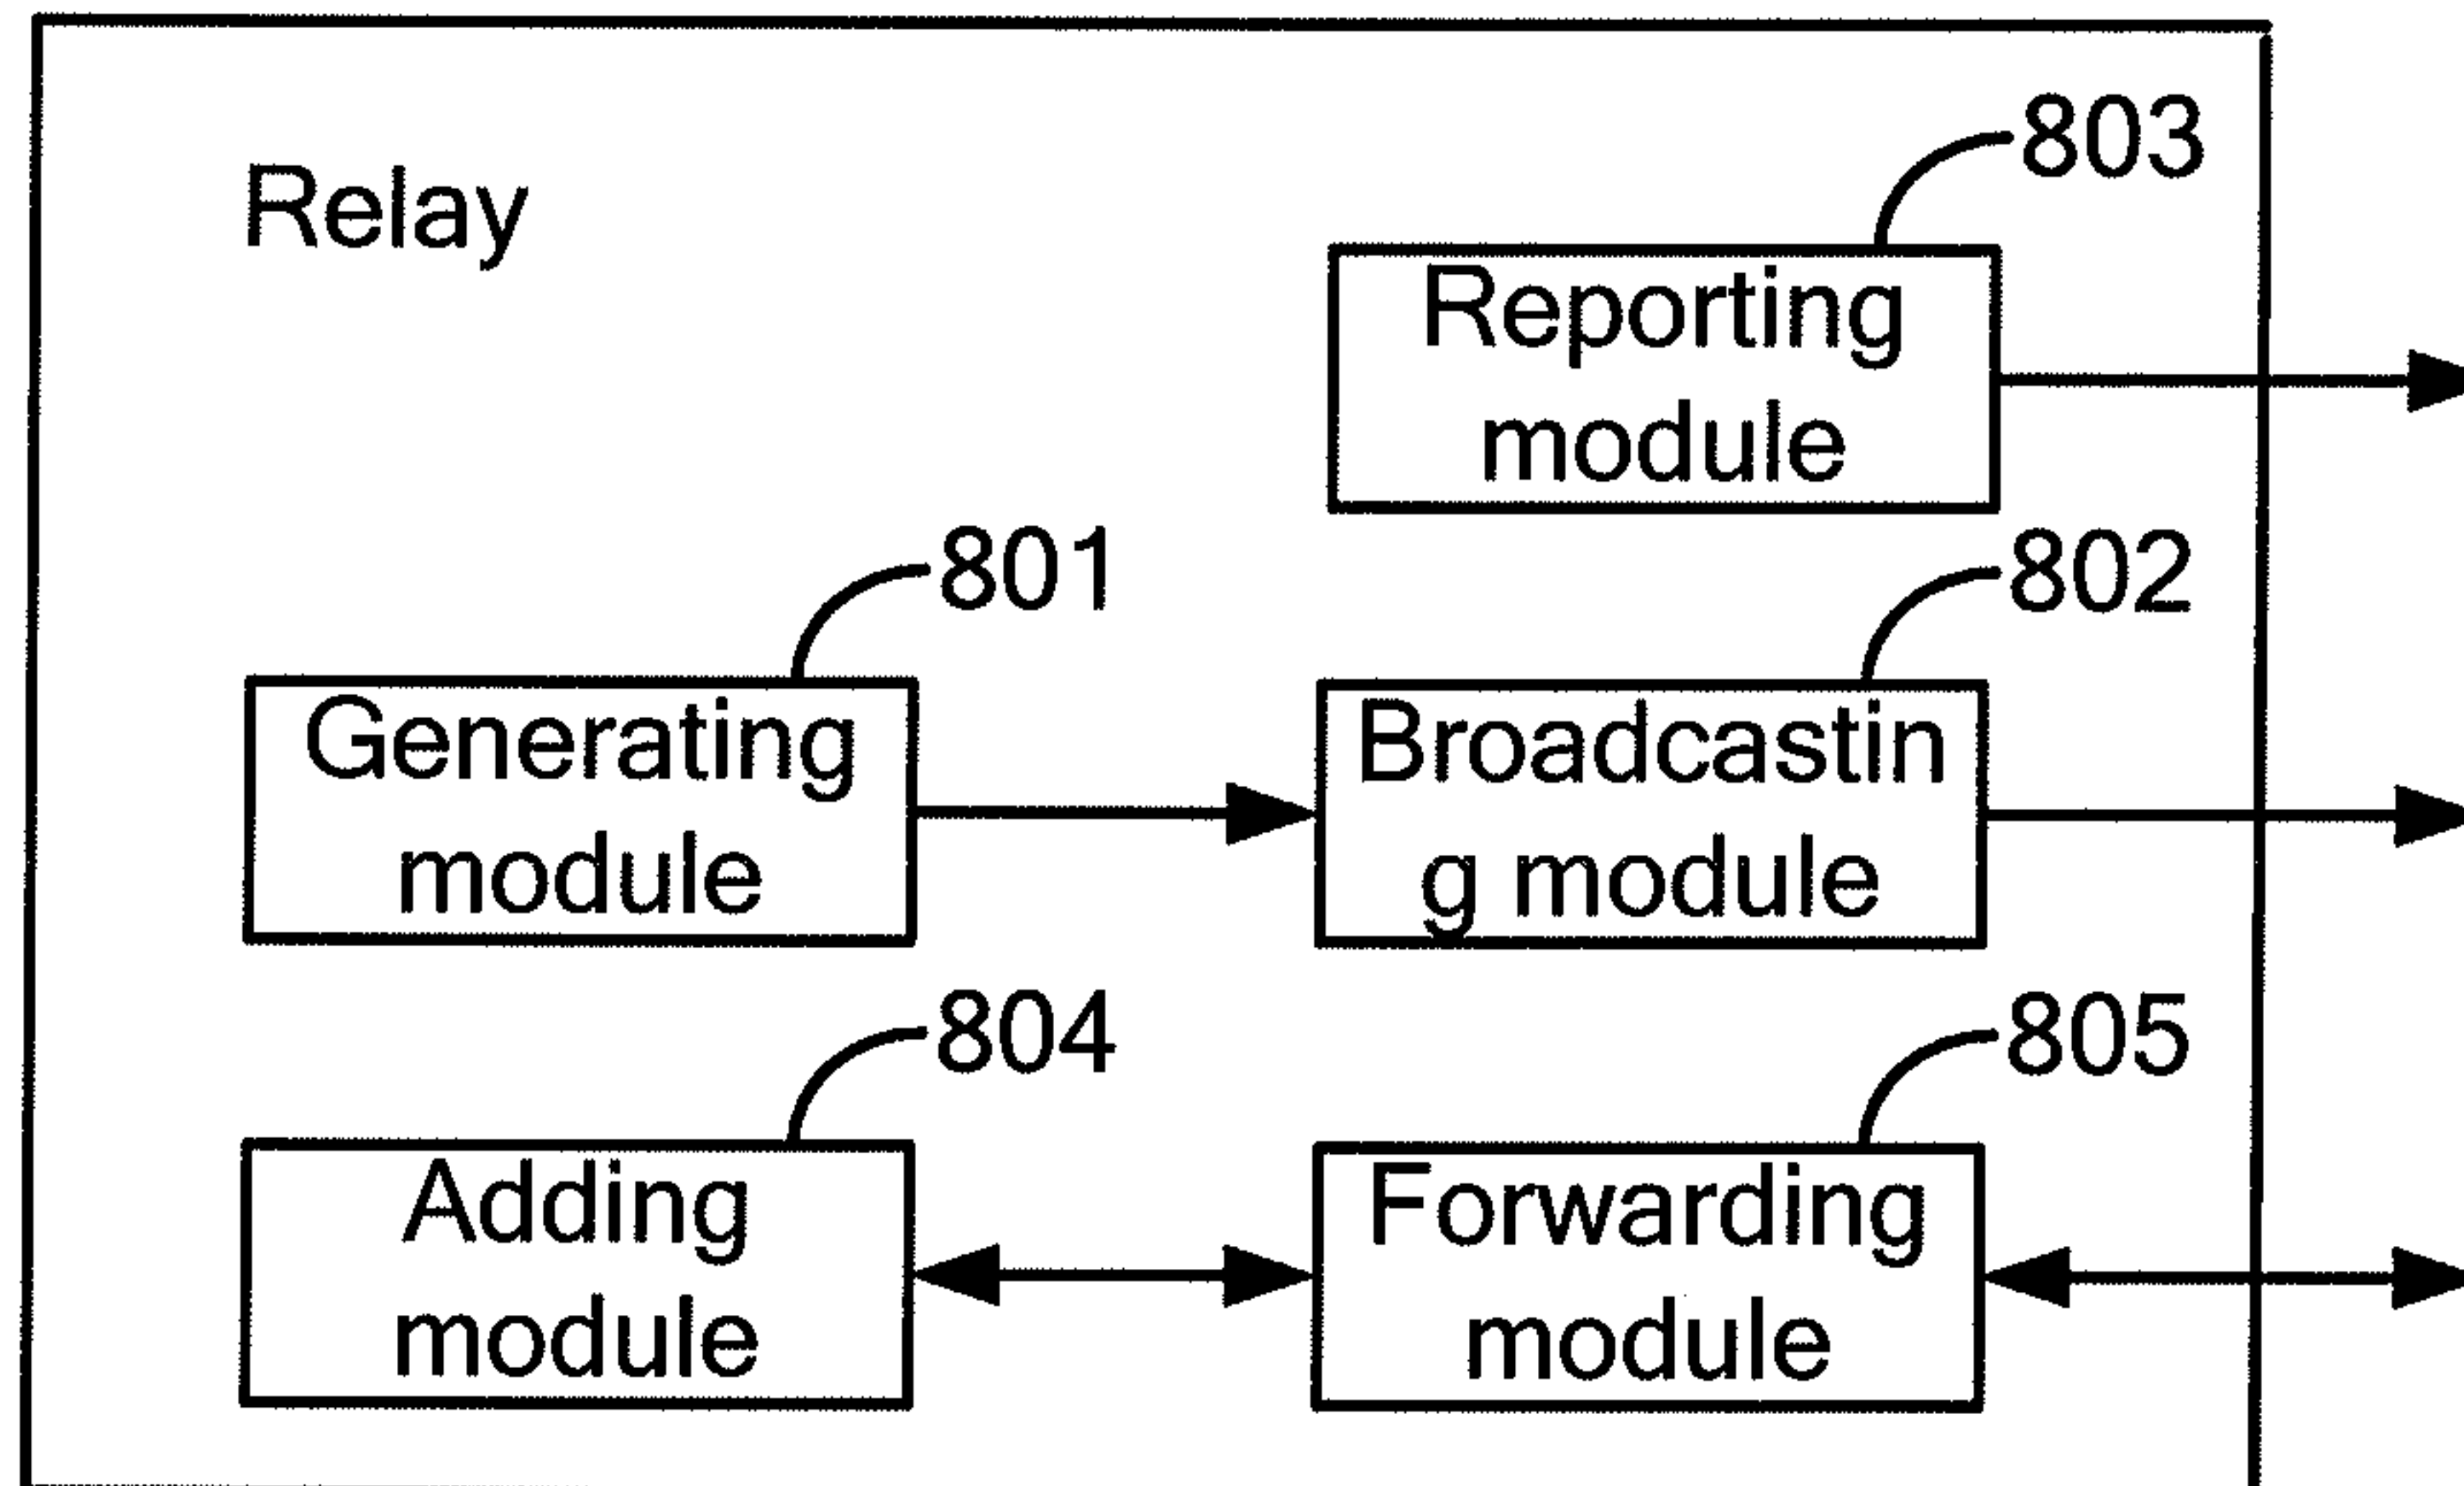 Relay
803
Reporting
module
801
802
Generating
module
Broadcastin
g module
804
805
Adding
module
Forwarding
module